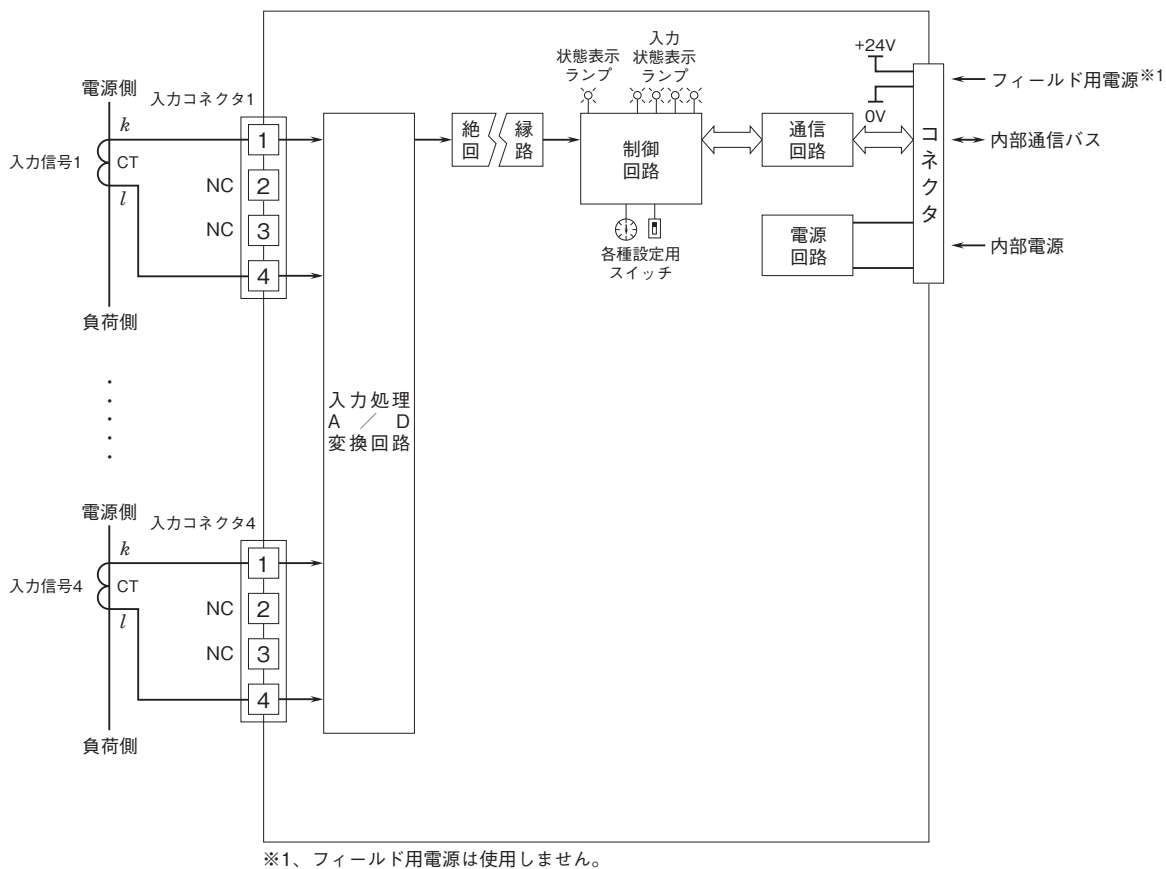 電源側
入力コネクタ1
k
入力信号1
CT
l
1
NC
2
NC
3
4
負荷側
入力処理
A ／ D
変換回路
絶縁
回路
状態表示
ランプ
入力
状態表示
ランプ
制御
回路
各種設定用
スイッチ
通信
回路
電源
回路
+24V
0V
コネクタ
フィールド用電源※1
内部通信バス
内部電源
電源側
入力コネクタ4
k
入力信号4
CT
l
1
NC
2
NC
3
4
負荷側
※1、フィールド用電源は使用しません。